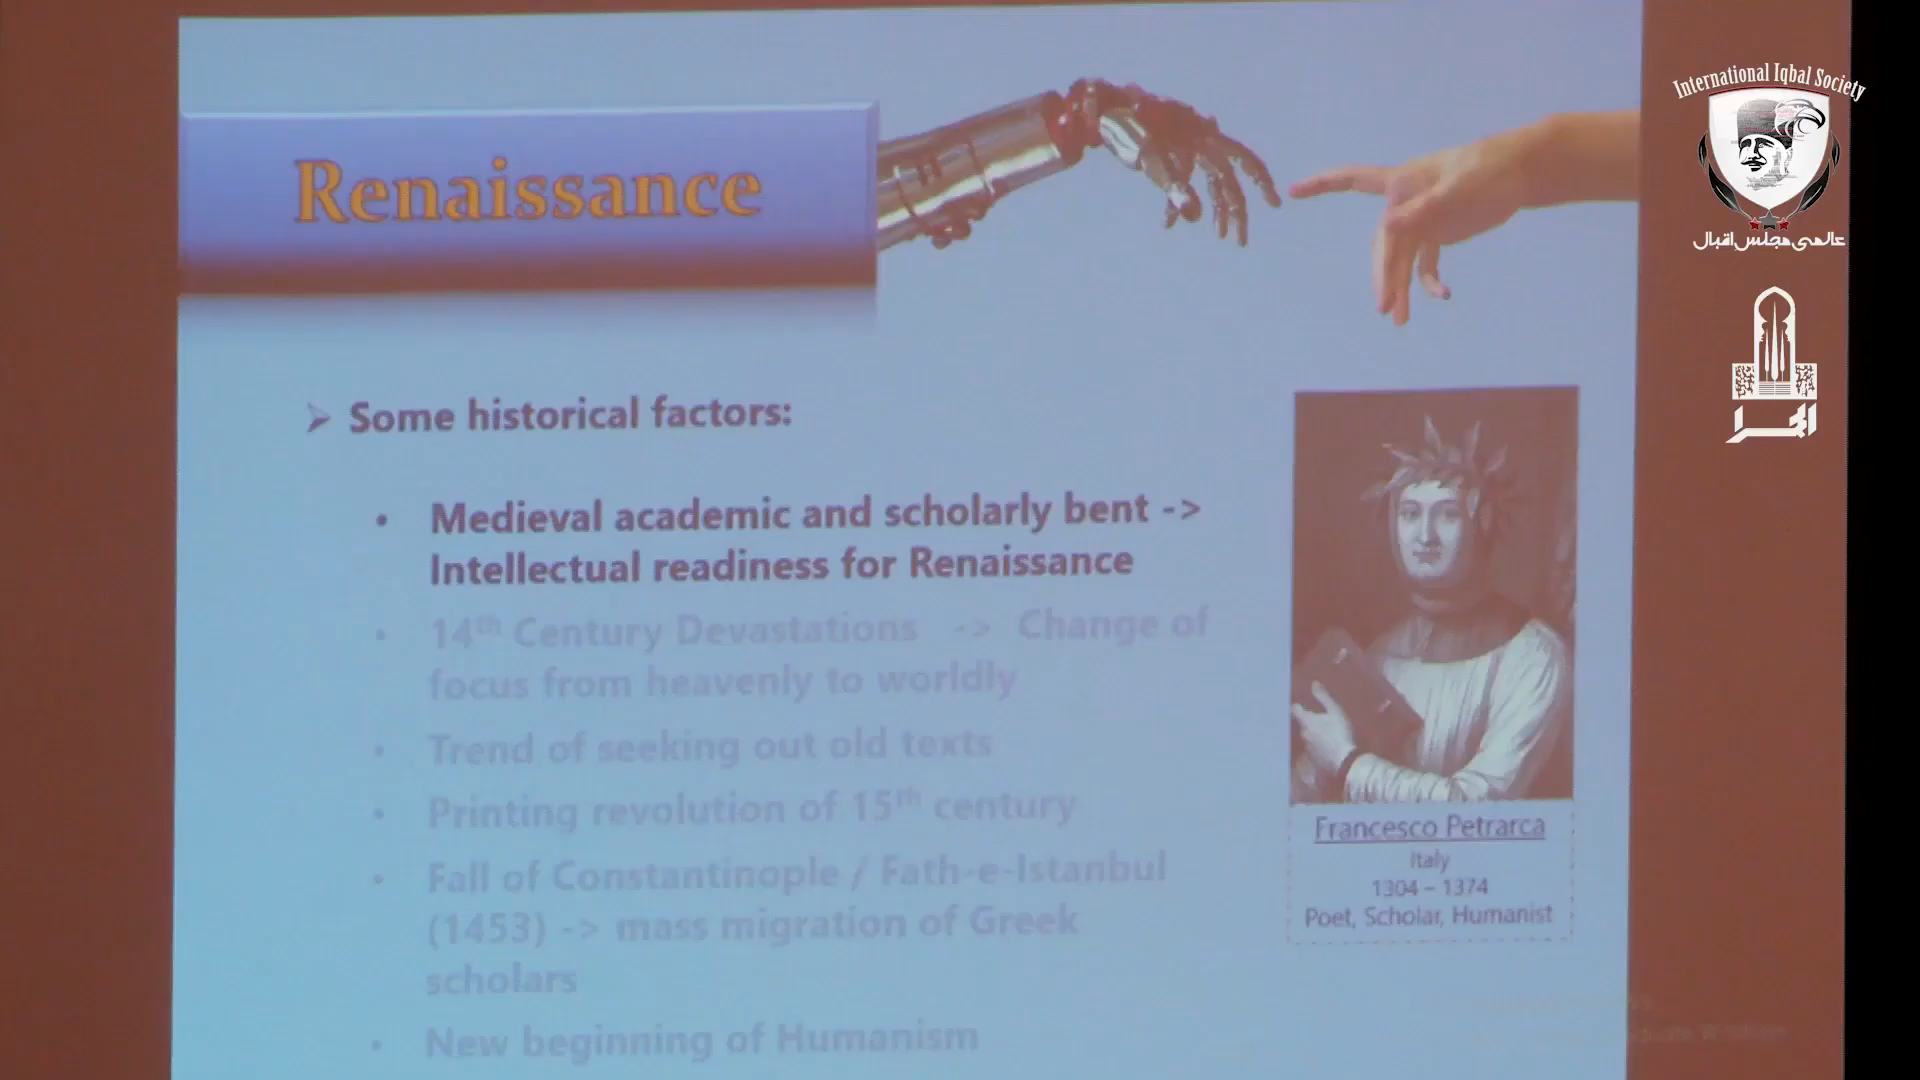 Renaissance
International Iqbal Society
عالمی مجلس اقبال
الحمرا
Some historical factors:
• Medieval academic and scholarly bent ->
Intellectual readiness for Renaissance
• 14th Century Devastations -> Change of
focus from heavenly to worldly
• Trend of seeking out old texts
• Printing revolution of 15th century
• Fall of Constantinople / Fath-e-Istanbul
(1453) -> mass migration of Greek
scholars
• New beginning of Humanism
Francesco Petrarca
Italy
1304 – 1374
Poet, Scholar, Humanist